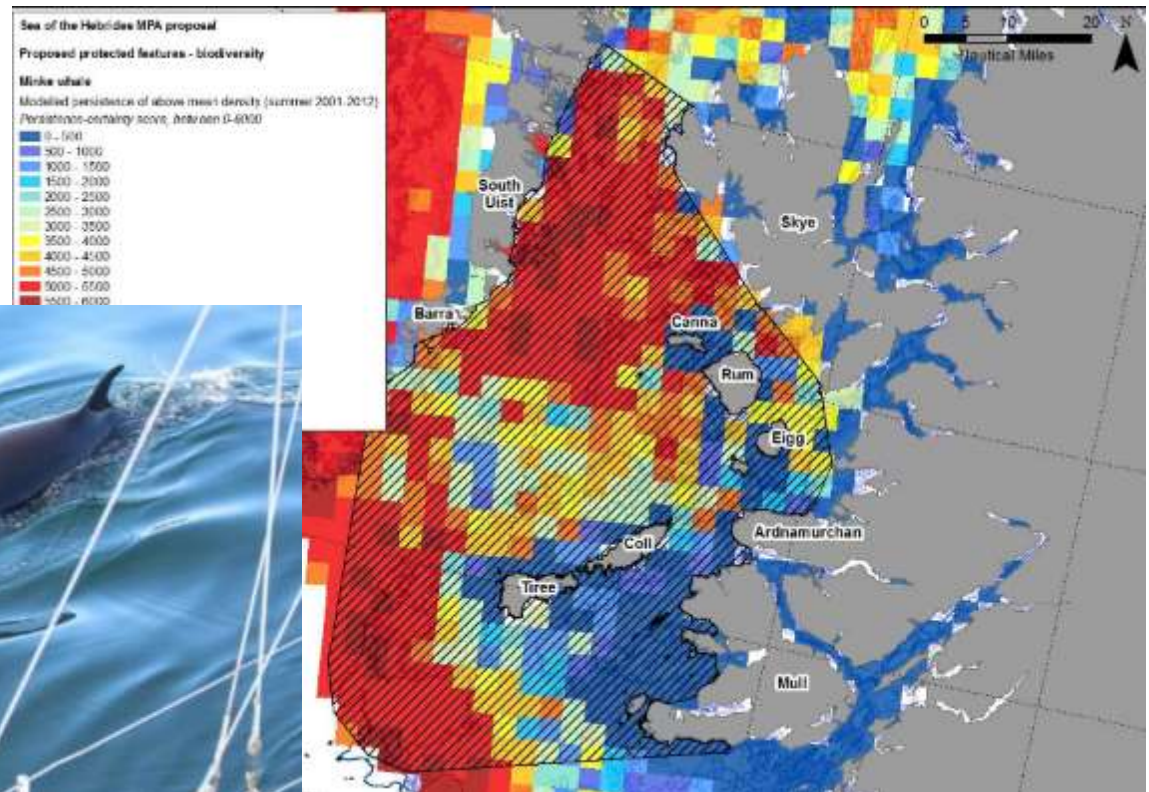 Sea of the Hebrides MPA proposal
Proposed protected features - biodiversity
Minke whale
Modelled persistence of above mean density (summer 2001-2012)
Persistence-certainty score, between 0-6000
0 - 500
500 - 1000
1000 - 1500
1500 - 2000
2000 - 2500
2500 - 3000
3000 - 3500
3500 - 4000
4000 - 4500
4500 - 5000
5000 - 5500
5500 - 6000
0 5 10 20 N
Nautical Miles
South
Uist
Skye
Barra
Canna
Rum
Eigg
Ardnamurchan
Coll
Tiree
Mull